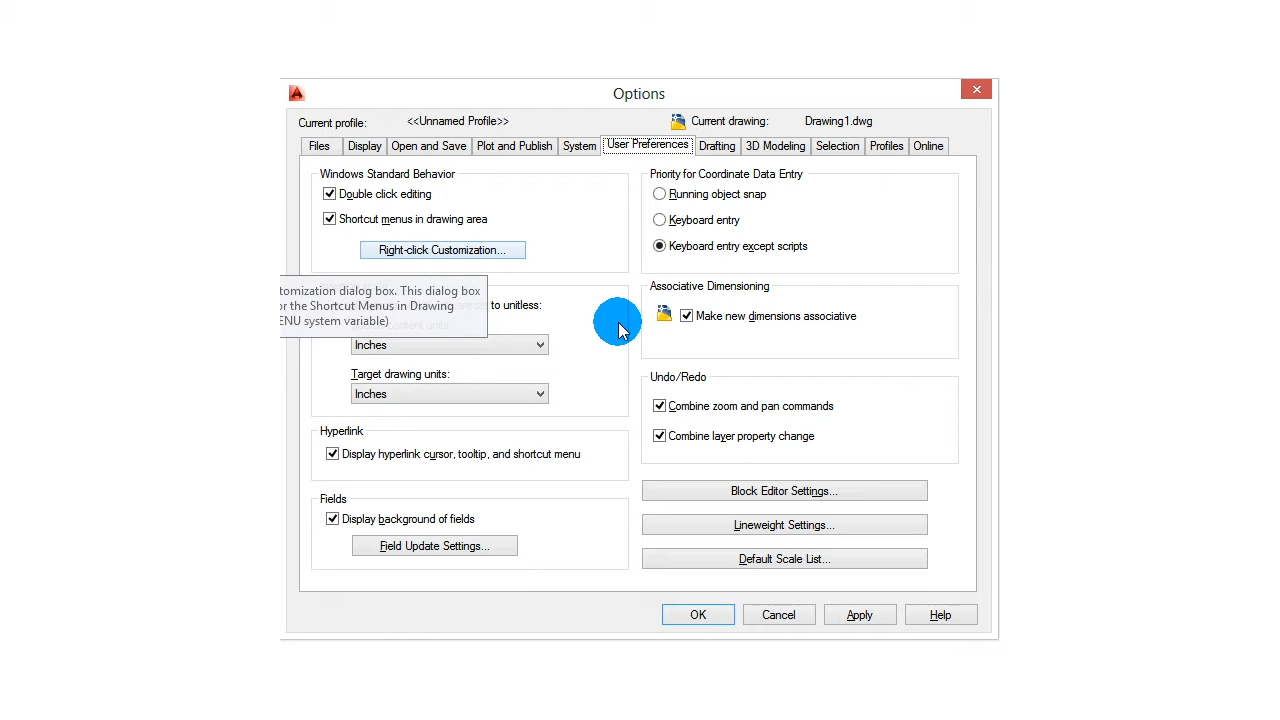 Options
Current profile:
<<Unnamed Profile>>
Current drawing:
Drawing1.dwg
Files
Display
Open and Save
Plot and Publish
System
User Preferences
Drafting
3D Modeling
Selection
Profiles
Online
Windows Standard Behavior
Double click editing
Shortcut menus in drawing area
Right-click Customization...
tomization dialog box. This dialog box
or the Shortcut Menus in Drawing
ENU system variable)
set to unitless:
Inches
Target drawing units:
Inches
Hyperlink
Display hyperlink cursor, tooltip, and shortcut menu
Fields
Display background of fields
Field Update Settings...
Priority for Coordinate Data Entry
Running object snap
Keyboard entry
Keyboard entry except scripts
Associative Dimensioning
Make new dimensions associative
Undo/Redo
Combine zoom and pan commands
Combine layer property change
Block Editor Settings...
Lineweight Settings...
Default Scale List...
OK
Cancel
Apply
Help